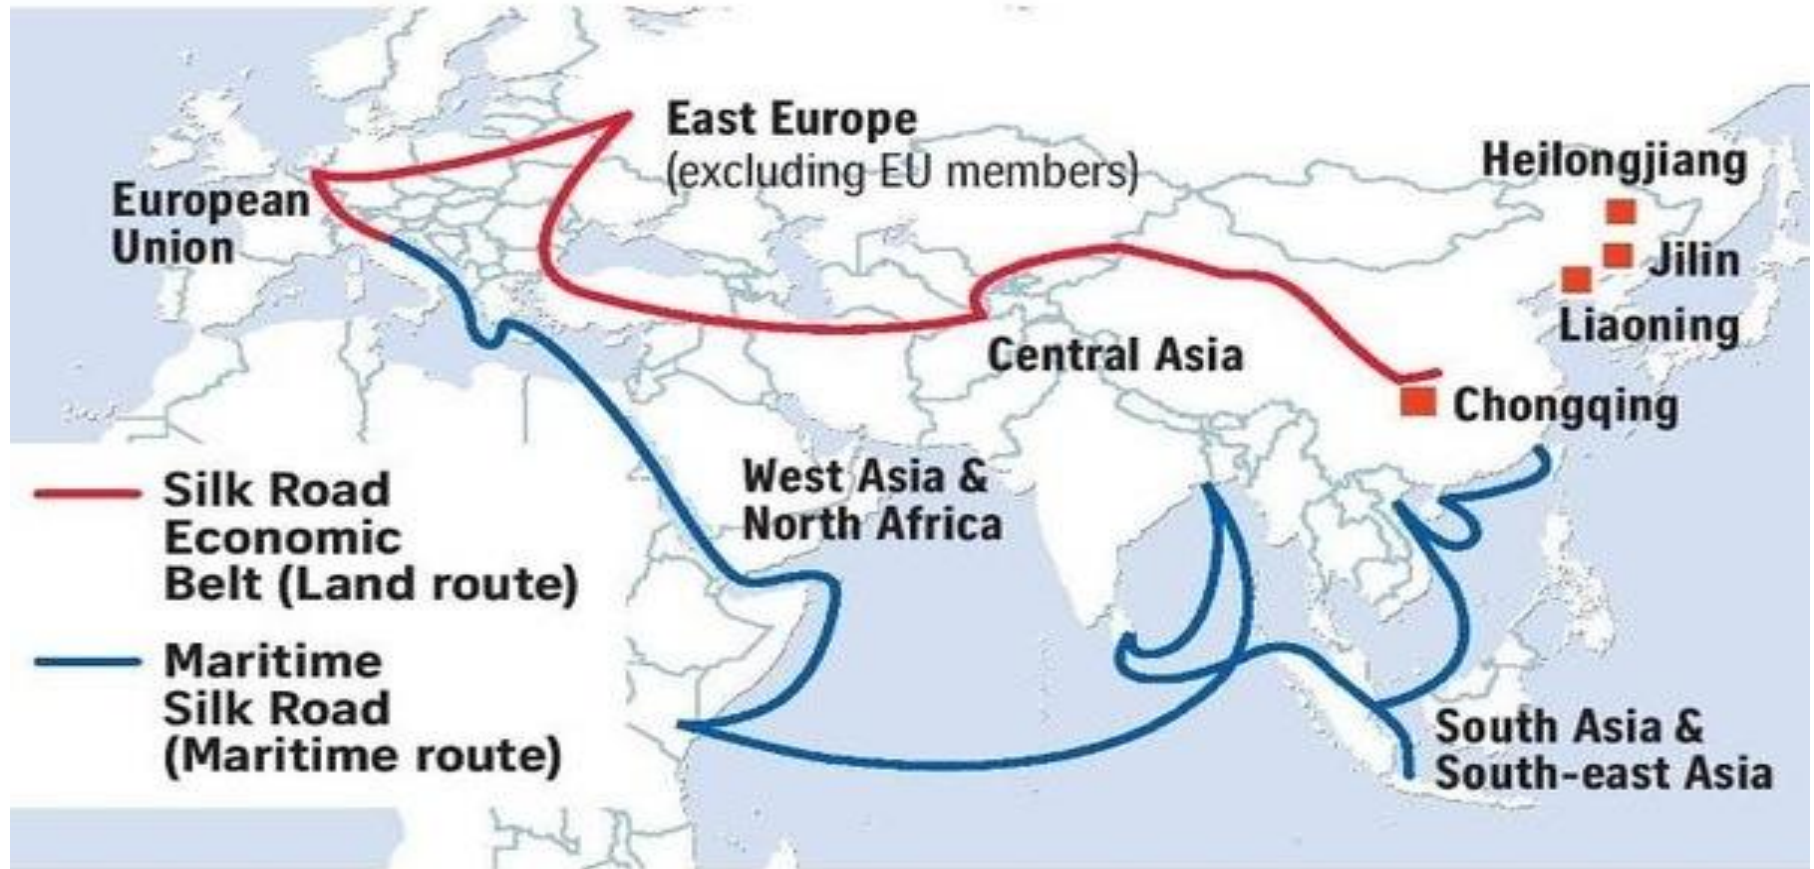 East Europe
(excluding EU members)
Heilongjiang
European
Union
Jilin
Liaoning
Central Asia
Chongqing
West Asia &
North Africa
Silk Road
Economic
Belt (Land route)
Maritime
Silk Road
(Maritime route)
South Asia &
South-east Asia